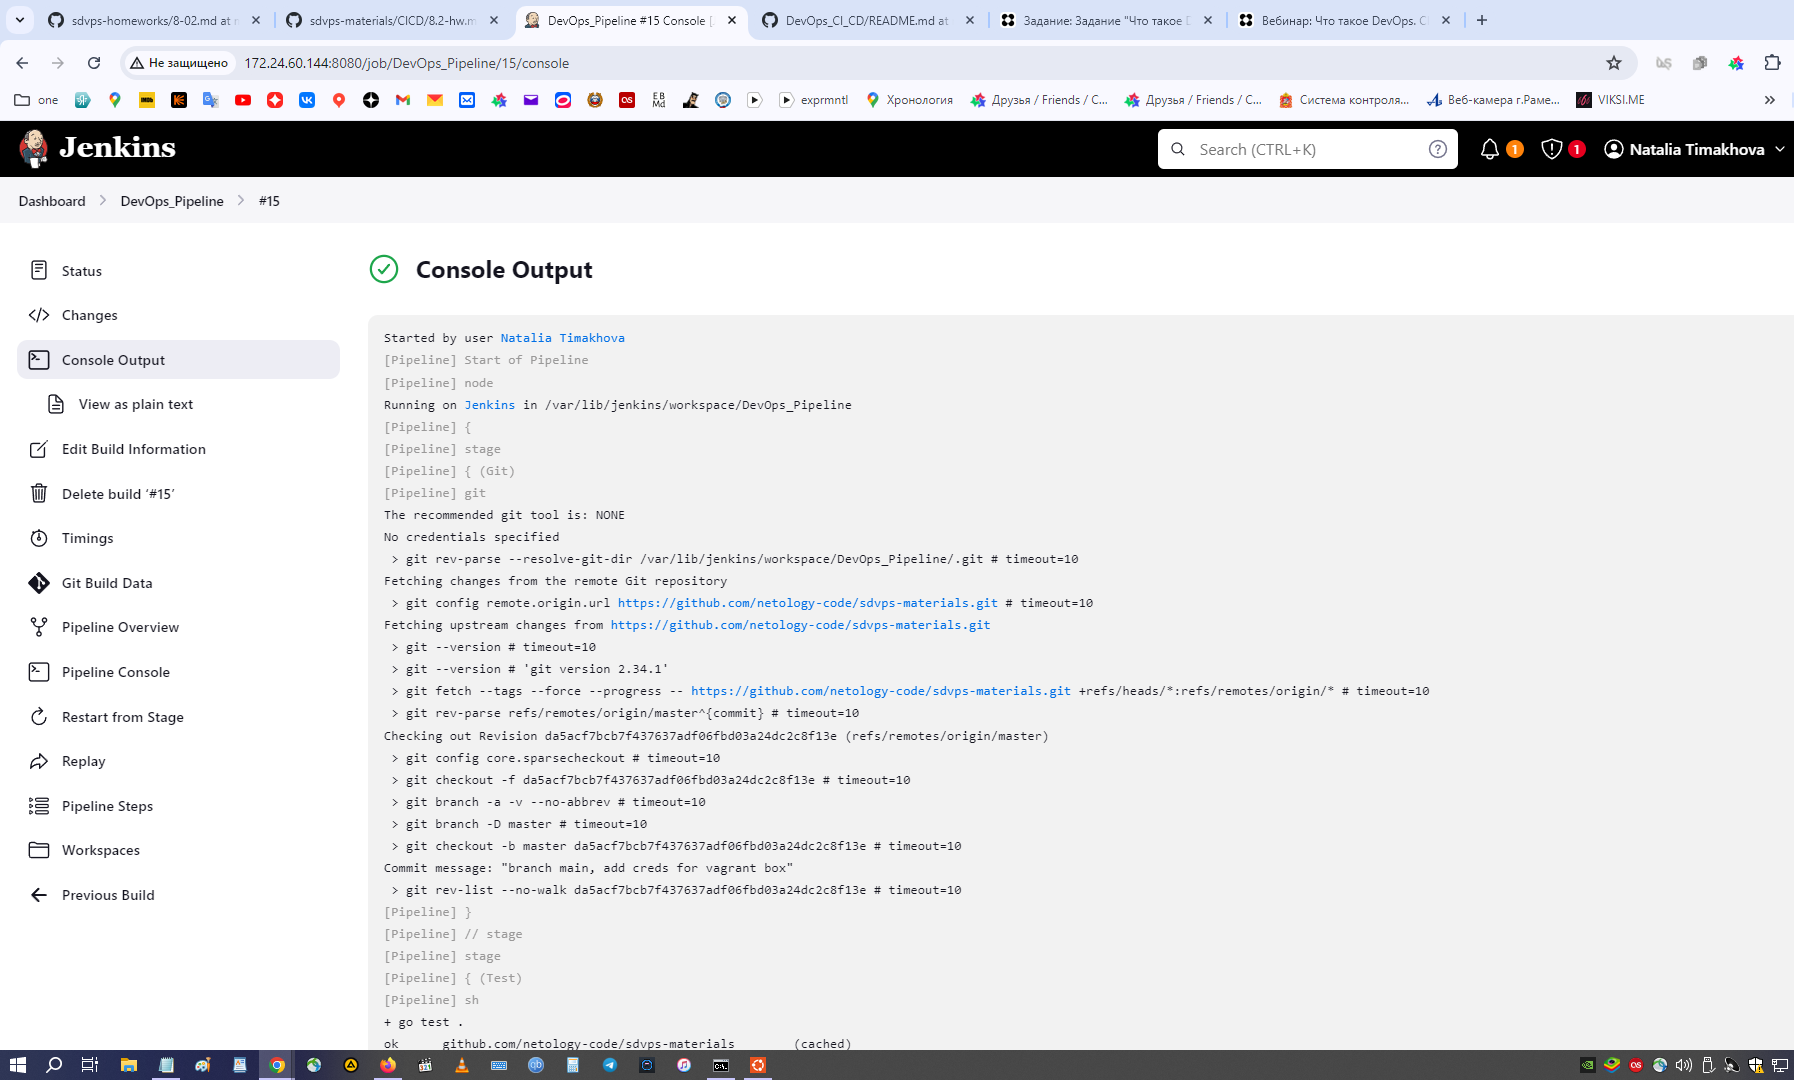 sdvps-homeworks/8-02.md at
sdvps-materials/CICD/8.2-hw.m
DevOps_Pipeline #15 Console [
DevOps_CI_CD/README.md at
Задание: Задание "Что такое D
Вебинар: Что такое DevOps. C
Не защищено
172.24.60.144:8080/job/DevOps_Pipeline/15/console
one
exprmntl
Хронология
Друзья / Friends / C...
Друзья / Friends / C...
Система контроля...
Веб-камера г.Раме...
VIKSI.ME
Jenkins
Search (CTRL+K)
1
1
Natalia Timakhova
Dashboard
DevOps_Pipeline
#15
Status
Changes
Console Output
View as plain text
Edit Build Information
Delete build ‘#15’
Timings
Git Build Data
Pipeline Overview
Pipeline Console
Restart from Stage
Replay
Pipeline Steps
Workspaces
Previous Build
Console Output
Started by user Natalia Timakhova
[Pipeline] Start of Pipeline
[Pipeline] node
Running on Jenkins in /var/lib/jenkins/workspace/DevOps_Pipeline
[Pipeline] {
[Pipeline] stage
[Pipeline] { (Git)
[Pipeline] git
The recommended git tool is: NONE
No credentials specified
> git rev-parse --resolve-git-dir /var/lib/jenkins/workspace/DevOps_Pipeline/.git # timeout=10
Fetching changes from the remote Git repository
> git config remote.origin.url https://github.com/netology-code/sdvps-materials.git # timeout=10
Fetching upstream changes from https://github.com/netology-code/sdvps-materials.git
> git --version # timeout=10
> git --version # 'git version 2.34.1'
> git fetch --tags --force --progress -- https://github.com/netology-code/sdvps-materials.git +refs/heads/*:refs/remotes/origin/* # timeout=10
> git rev-parse refs/remotes/origin/master^{commit} # timeout=10
Checking out Revision da5acf7bcb7f437637adf06fbd03a24dc2c8f13e (refs/remotes/origin/master)
> git config core.sparsecheckout # timeout=10
> git checkout -f da5acf7bcb7f437637adf06fbd03a24dc2c8f13e # timeout=10
> git branch -a -v --no-abbrev # timeout=10
> git branch -D master # timeout=10
> git checkout -b master da5acf7bcb7f437637adf06fbd03a24dc2c8f13e # timeout=10
Commit message: "branch main, add creds for vagrant box"
> git rev-list --no-walk da5acf7bcb7f437637adf06fbd03a24dc2c8f13e # timeout=10
[Pipeline] }
[Pipeline] // stage
[Pipeline] stage
[Pipeline] { (Test)
[Pipeline] sh
+ go test .
ok github.com/netology-code/sdvps-materials (cached)